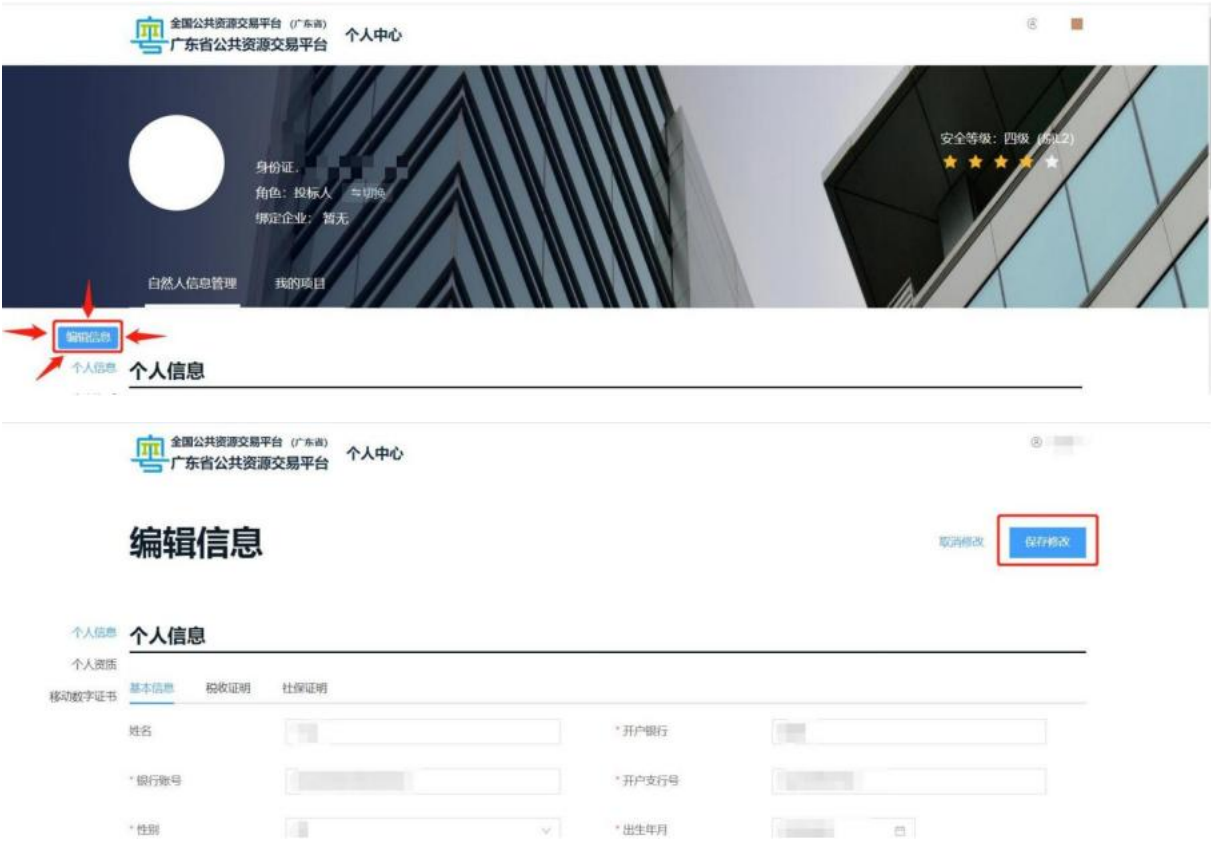 全国公共资源交易平台 (广东省)
广东省公共资源交易平台
个人中心
安全等级：四级 (粤L2)
身份证：
角色：投标人 ⇋切换
绑定企业：暂无
自然人信息管理 我的项目
编辑信息
个人信息
个人信息
全国公共资源交易平台 (广东省)
广东省公共资源交易平台
个人中心
编辑信息
取消修改 保存修改
个人信息
个人资质
移动数字证书
个人信息
基本信息 税收证明 社保证明
姓名 * 开户银行
* 银行账号 * 开户支行号
* 性别 * 出生年月